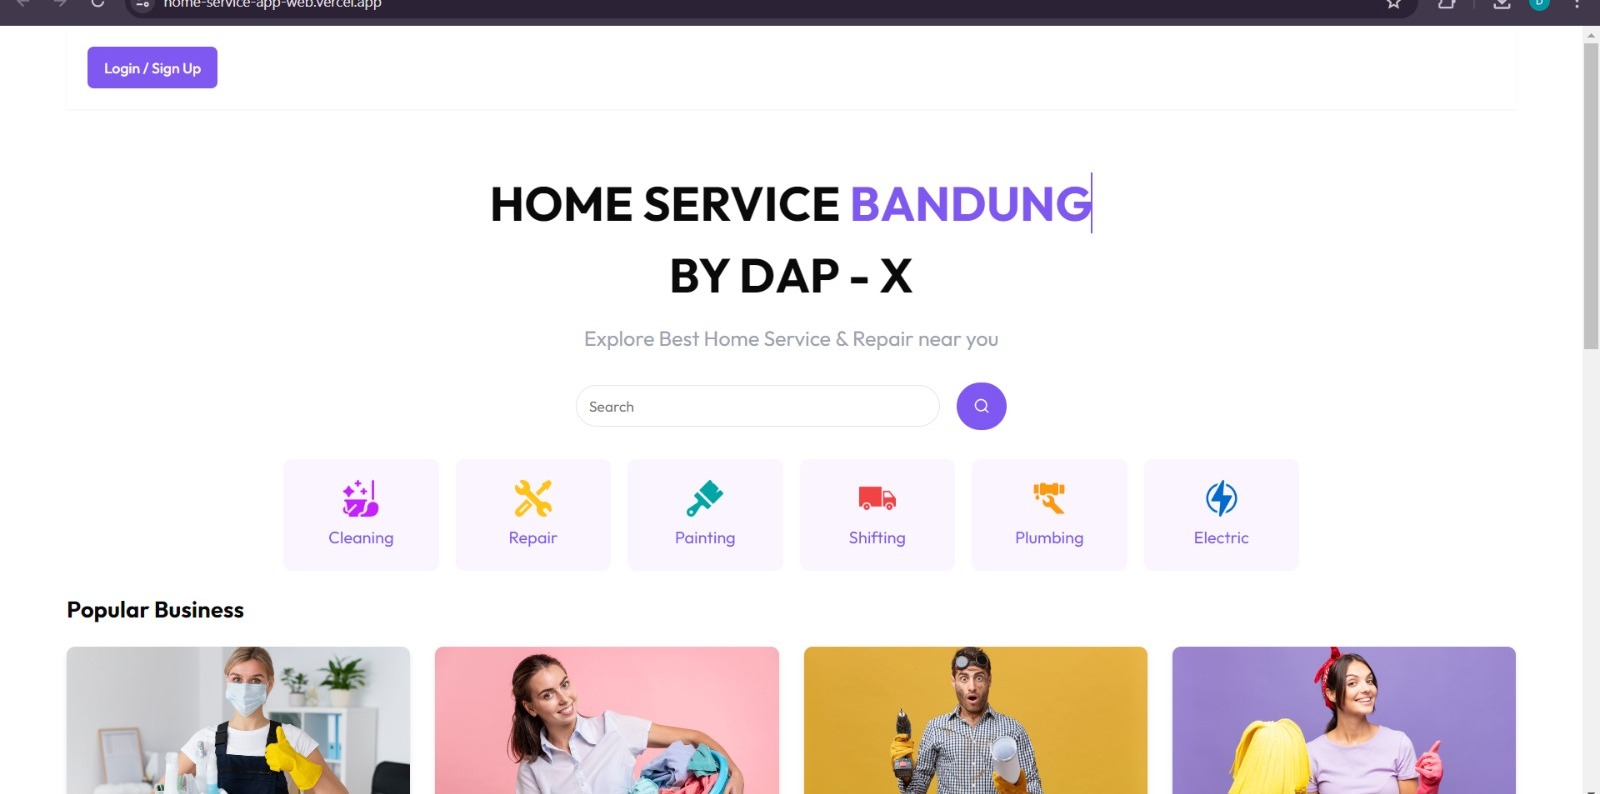 home-service-app-web.vercel.app
D
Login / Sign Up
HOME SERVICE BANDUNG
BY DAP - X
Explore Best Home Service & Repair near you
Search
Cleaning
Repair
Painting
Shifting
Plumbing
Electric
Popular Business